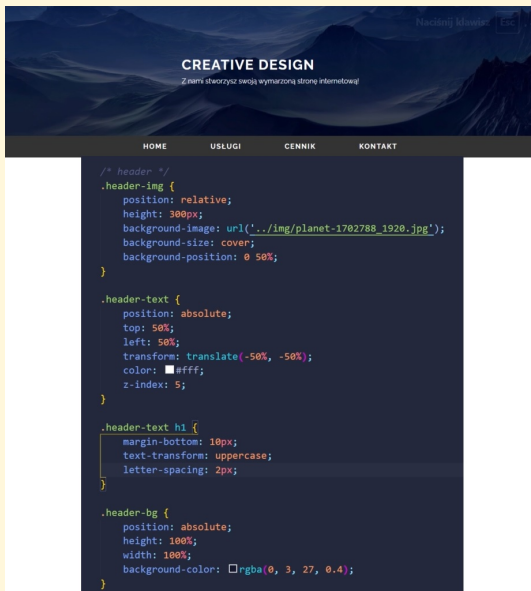 Naciśnij klawisz Esc
CREATIVE DESIGN
Z nami stworzysz swoją wymarzoną stronę internetową!
HOME USŁUGI CENNIK KONTAKT
/* header */
.header-img {
position: relative;
height: 300px;
background-image: url('../img/planet-1702788_1920.jpg');
background-size: cover;
background-position: 0 50%;
}
.header-text {
position: absolute;
top: 50%;
left: 50%;
transform: translate(-50%, -50%);
color: #fff;
z-index: 5;
}
.header-text h1 {
margin-bottom: 10px;
text-transform: uppercase;
letter-spacing: 2px;
}
.header-bg {
position: absolute;
height: 100%;
width: 100%;
background-color: rgba(0, 3, 27, 0.4);
}